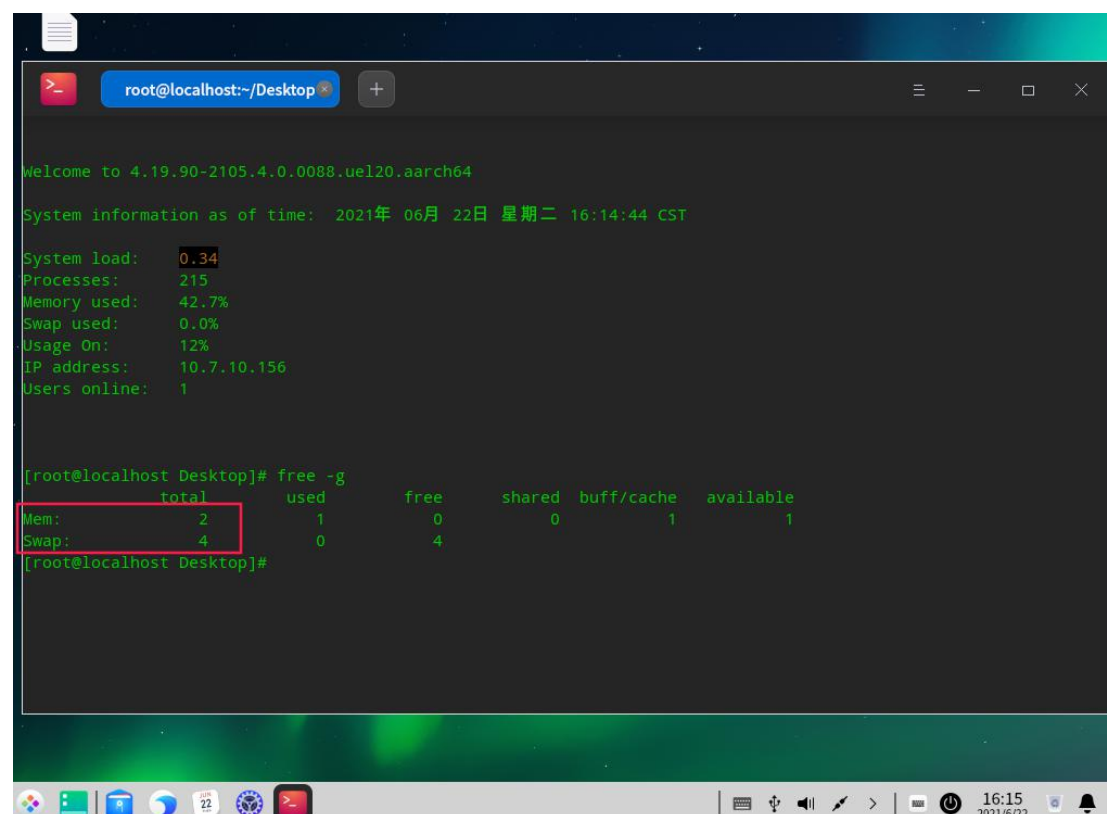 root@localhost:~/Desktop
Welcome to 4.19.90-2105.4.0.0088.uel20.aarch64
System information as of time: 2021年 06月 22日 星期二 16:14:44 CST
System load: 0.34
Processes: 215
Memory used: 42.7%
Swap used: 0.0%
Usage On: 12%
IP address: 10.7.10.156
Users online: 1
[root@localhost Desktop]# free -g
total used free shared buff/cache available
Mem: 2 1 0 0 1 1
Swap: 4 0 4
[root@localhost Desktop]#
JUN
22
16:15
2021/6/22